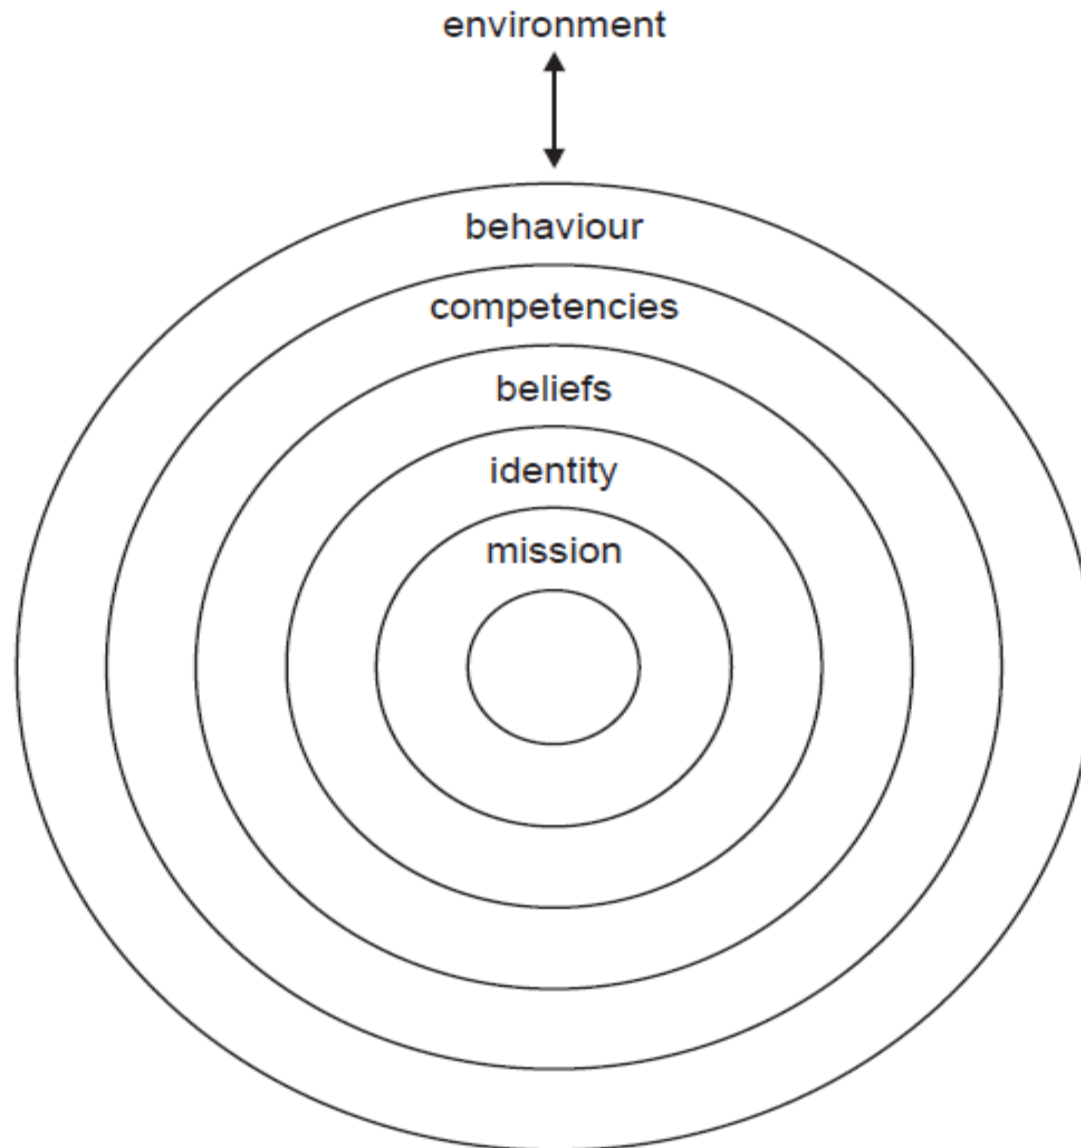 environment
behaviour
competencies
beliefs
identity
mission